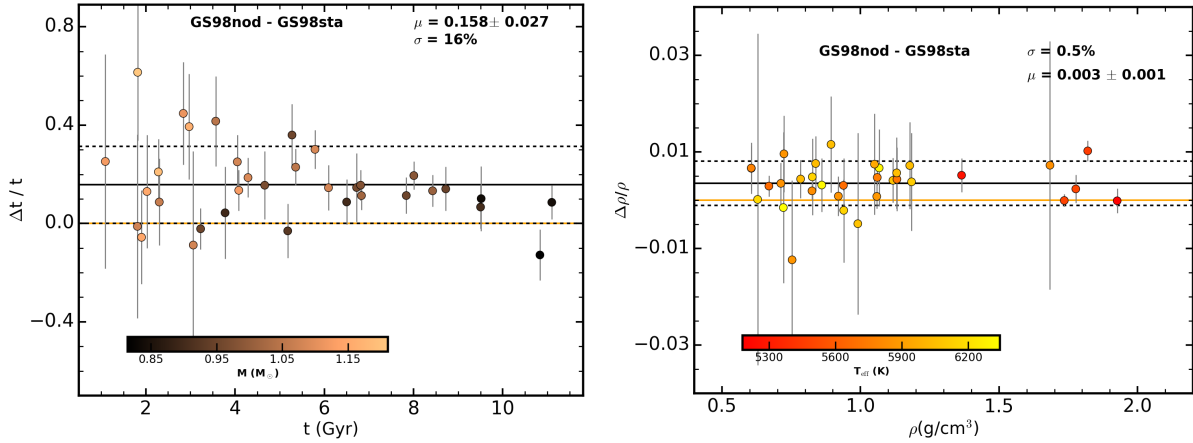 GS98nod - GS98sta
μ = 0.158± 0.027
σ = 16%
0.8
0.4
0.0
−0.4
Δt / t
0.85 0.95 1.05 1.15
M (M☉)
2 4 6 8 10
t (Gyr)
GS98nod - GS98sta
σ = 0.5%
μ = 0.003 ± 0.001
0.03
0.01
−0.01
−0.03
Δρ/ρ
5300 5600 5900 6200
Teff (K)
0.5 1.0 1.5 2.0
ρ(g/cm³)